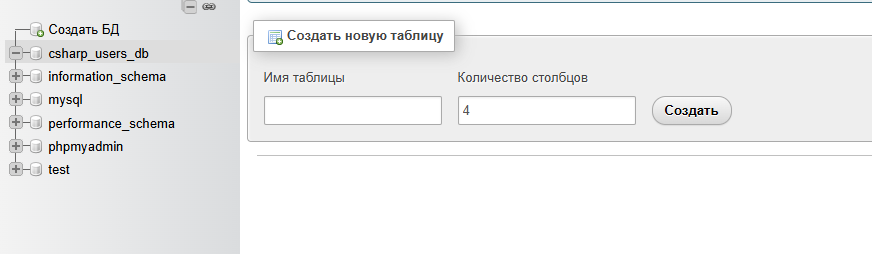 Создать БД
csharp_users_db
information_schema
mysql
performance_schema
phpmyadmin
test
Создать новую таблицу
Имя таблицы
Количество столбцов
4
Создать